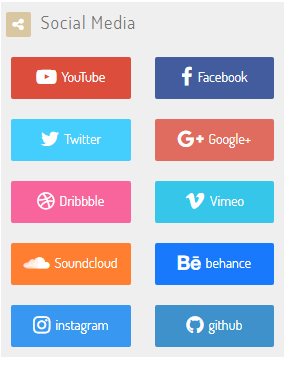 Social Media
YouTube
Facebook
Twitter
Google+
Dribbble
Vimeo
Soundcloud
behance
instagram
github